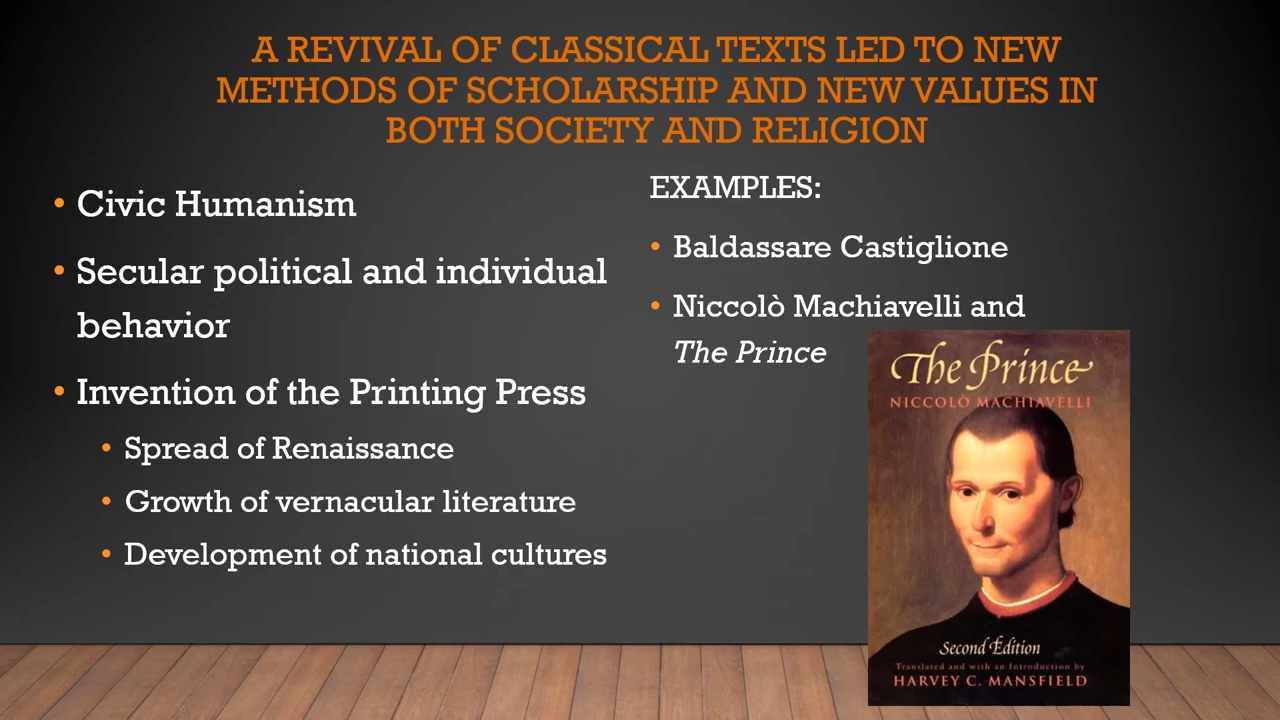 A REVIVAL OF CLASSICAL TEXTS LED TO NEW
METHODS OF SCHOLARSHIP AND NEW VALUES IN
BOTH SOCIETY AND RELIGION
• Civic Humanism
• Secular political and individual
behavior
• Invention of the Printing Press
• Spread of Renaissance
• Growth of vernacular literature
• Development of national cultures
EXAMPLES:
• Baldassare Castiglione
• Niccolò Machiavelli and
The Prince
The Prince
NICCOLÒ MACHIAVELLI
Second Edition
Translated and with an Introduction by
HARVEY C. MANSFIELD